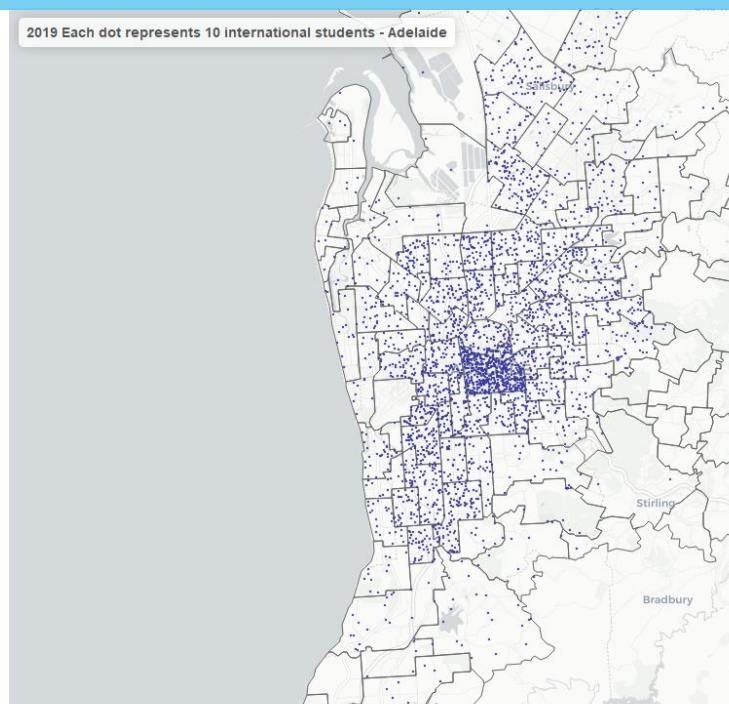 2019 Each dot represents 10 international students - Adelaide
Salisbury
Stirling
Bradbury